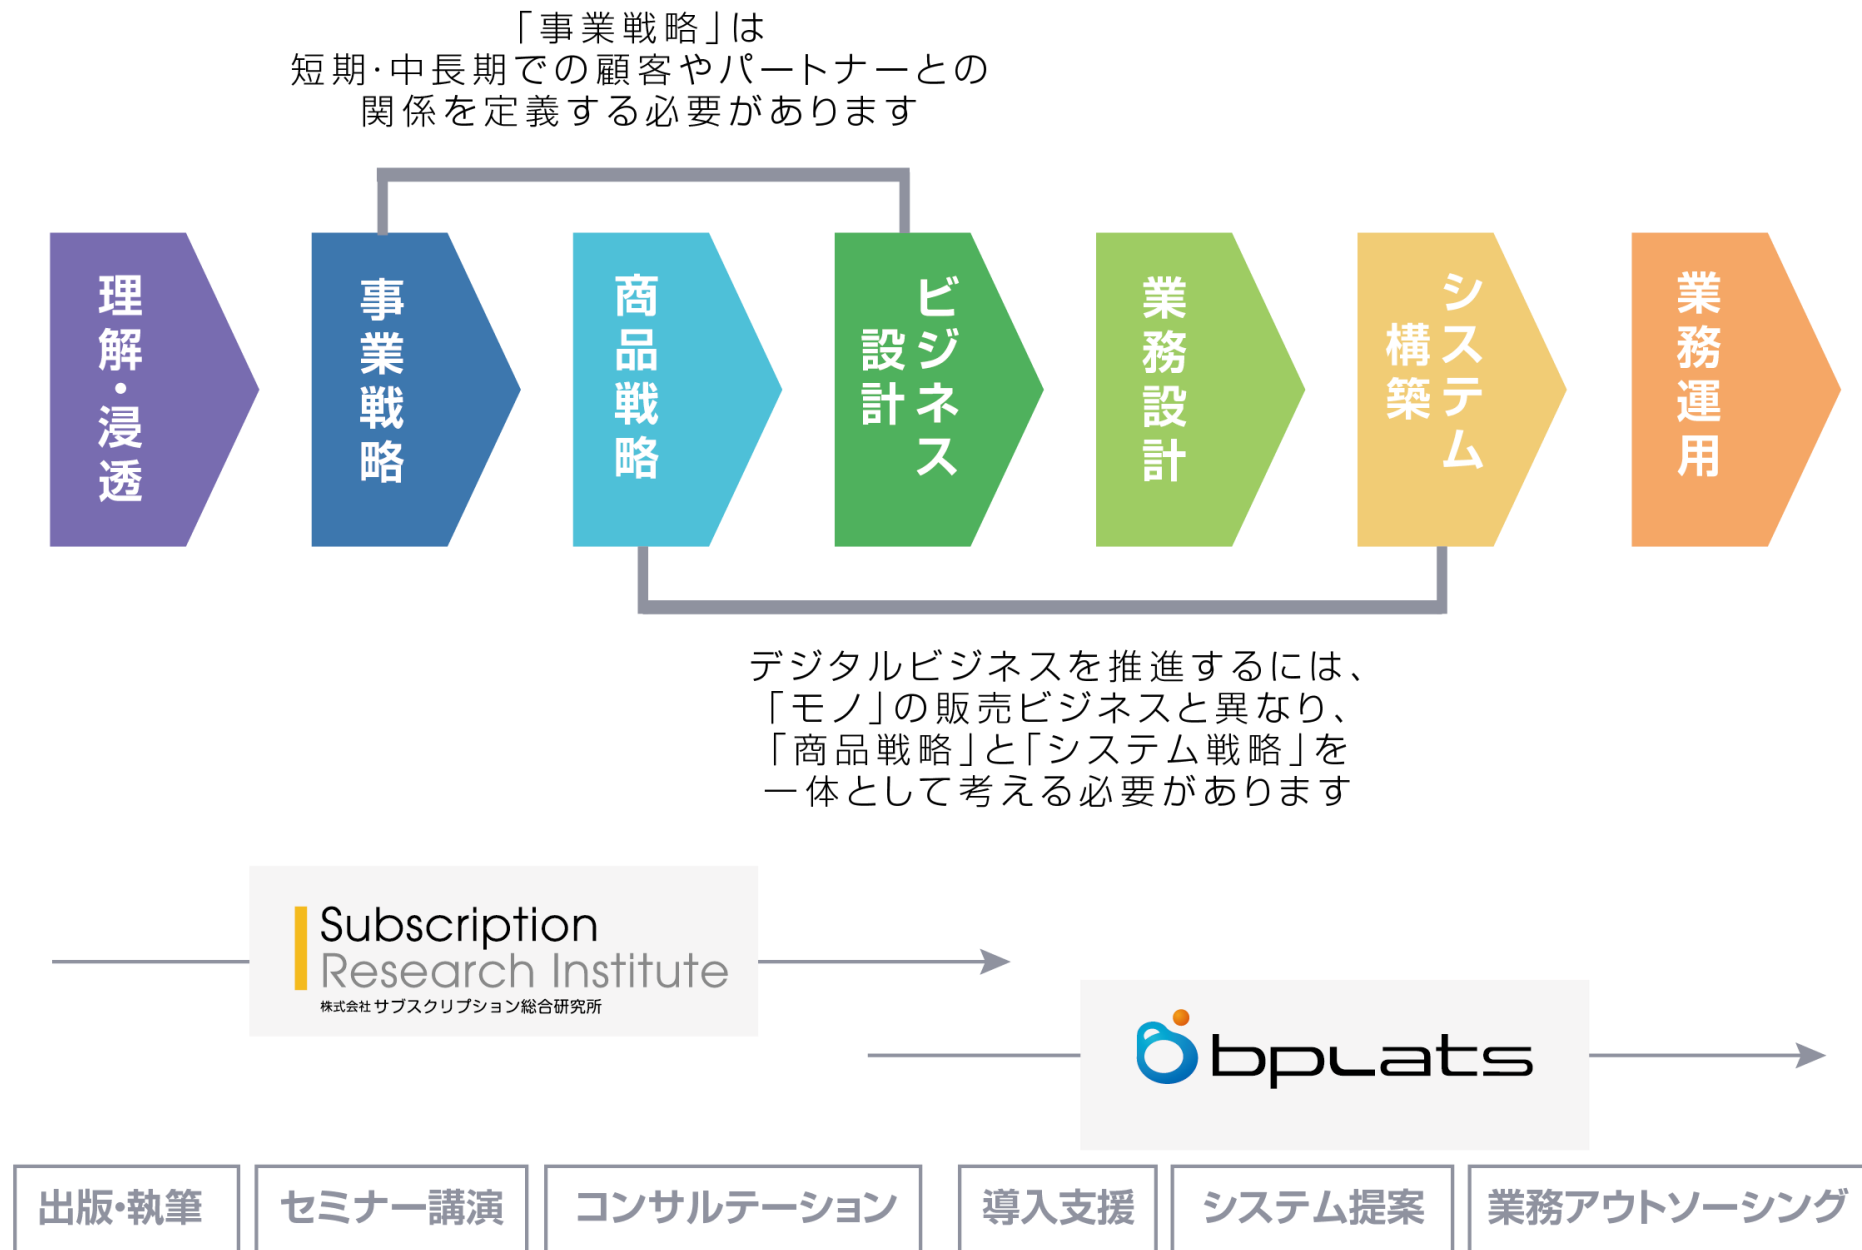 「事業戦略」は
短期・中長期での顧客やパートナーとの
関係を定義する必要があります
理解・浸透
事業戦略
商品戦略
ビジネス
設計
業務設計
システム
構築
業務運用
デジタルビジネスを推進するには、
「モノ」の販売ビジネスと異なり、
「商品戦略」と「システム戦略」を
一体として考える必要があります
Subscription
Research Institute
株式会社サブスクリプション総合研究所
bplats
出版・執筆
セミナー講演
コンサルテーション
導入支援
システム提案
業務アウトソーシング